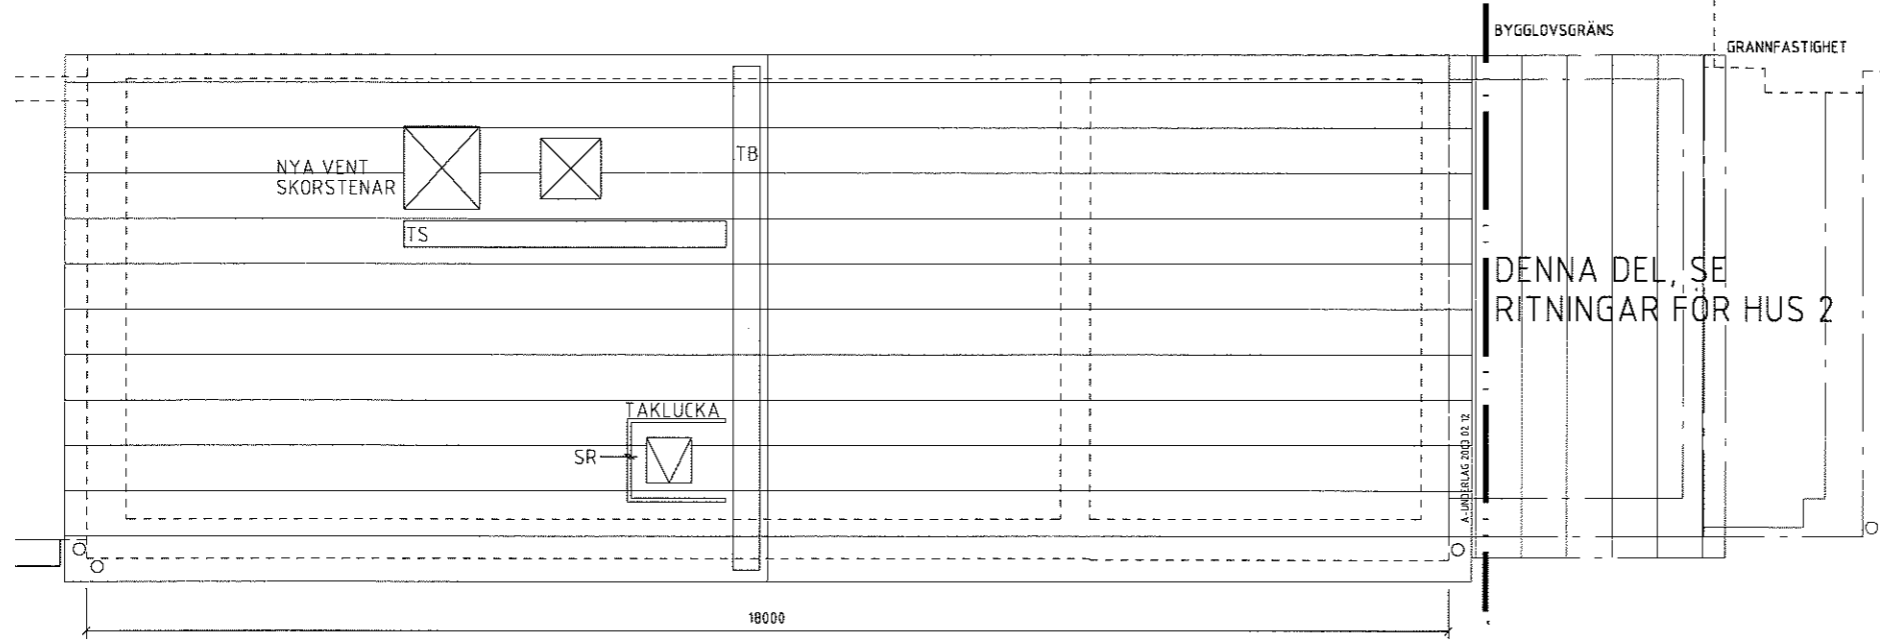 BYGGLOVSGRÄNS
GRANNFASTIGHET
NYA VENT
SKORSTENAR
TB
TS
DENNA DEL, SE
RITNINGAR FÖR HUS 2
TAKLUCKA
SR
A-UNDERLAG 2003 02 12
18000